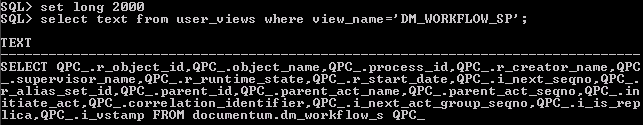 SQL> set long 2000
SQL> select text from user_views where view_name='DM_WORKFLOW_SP';
TEXT
--------------------------------------------------------------------------------
SELECT QPC_.r_object_id,QPC_.object_name,QPC_.process_id,QPC_.r_creator_name,QPC
_.supervisor_name,QPC_.r_runtime_state,QPC_.r_start_date,QPC_.i_next_seqno,QPC_.
r_alias_set_id,QPC_.parent_id,QPC_.parent_act_name,QPC_.parent_act_seqno,QPC_.in
itiate_act,QPC_.correlation_identifier,QPC_.i_next_act_group_seqno,QPC_.i_is_rep
lica,QPC_.i_vstamp FROM documentum.dm_workflow_s QPC_